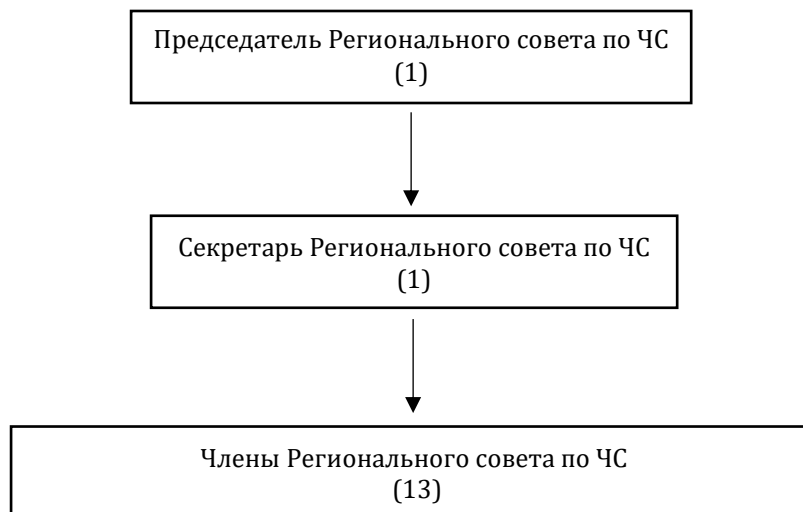 Председатель Регионального совета по ЧС
(1)
Секретарь Регионального совета по ЧС
(1)
Члены Регионального совета по ЧС
(13)